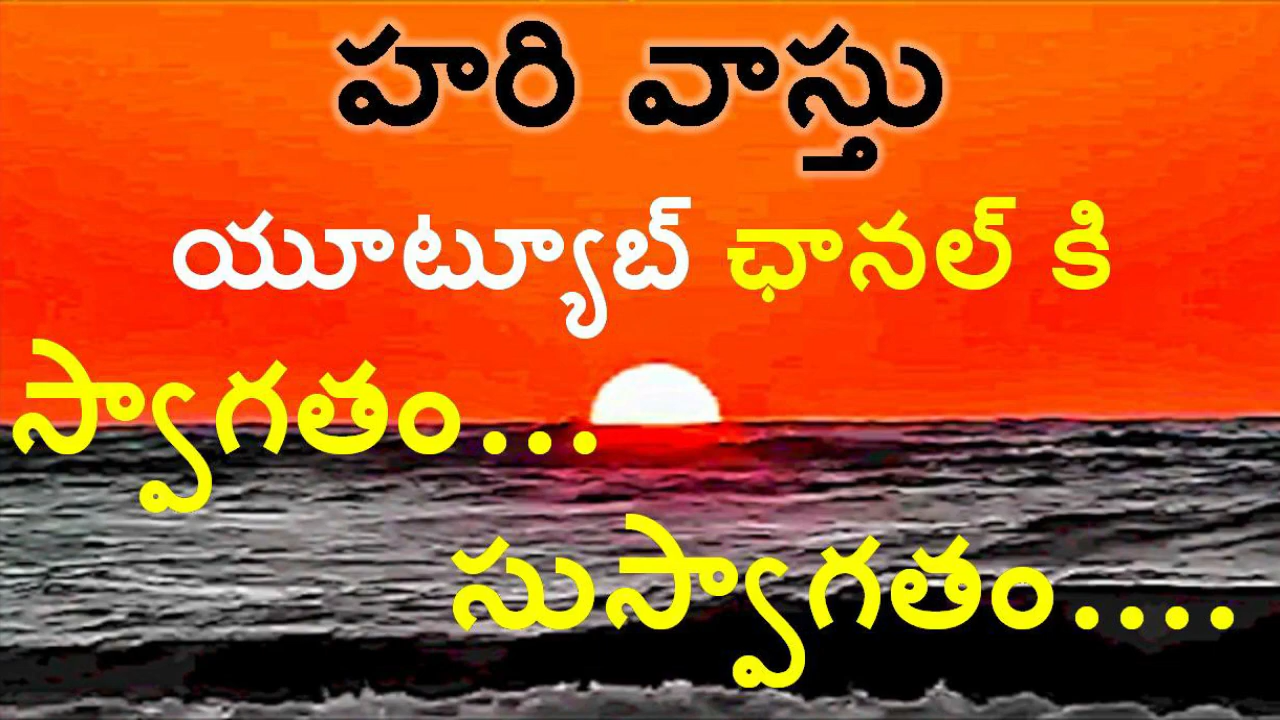 హరి వాస్తు
యూట్యూబ్ ఛానల్ కి
స్వాగతం...
సుస్వాగతం....